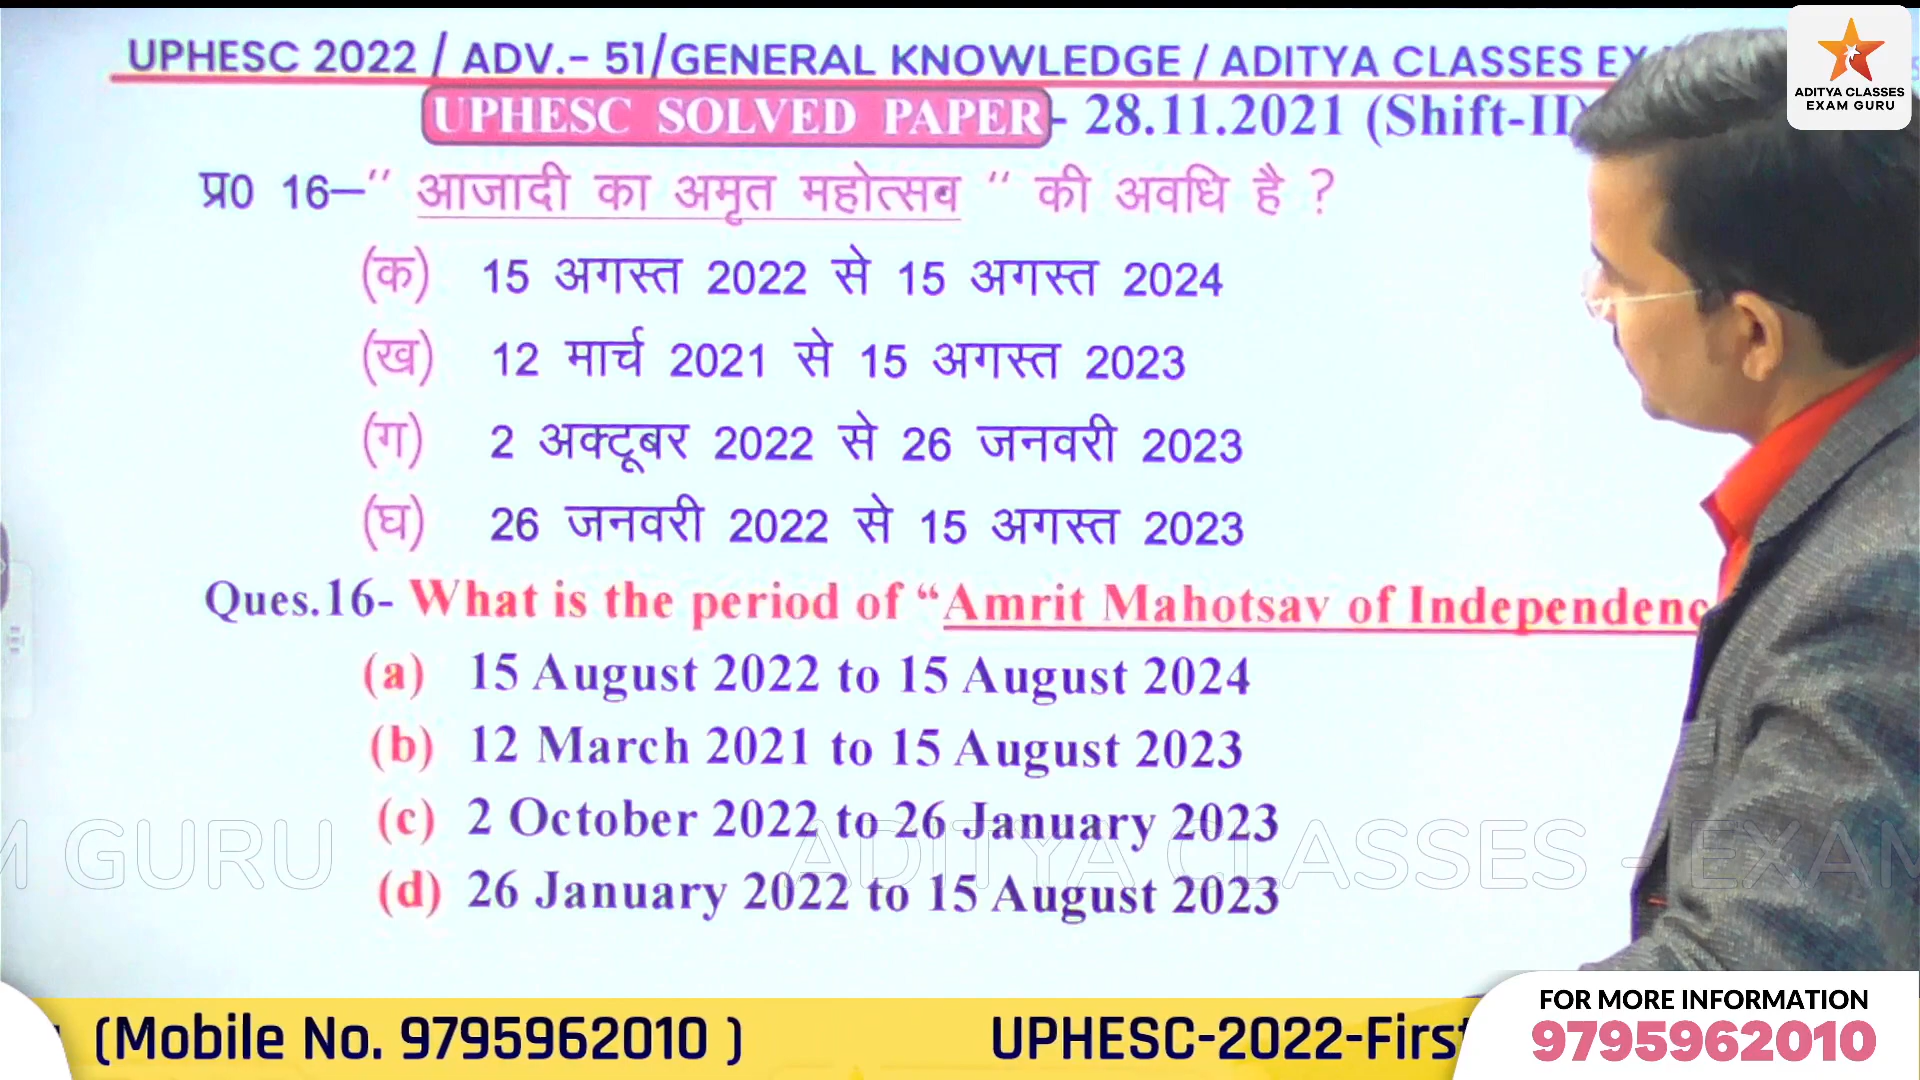 UPHESC 2022 / ADV.- 51/GENERAL KNOWLEDGE / ADITYA CLASSES
ADITYA CLASSES
EXAM GURU
UPHESC SOLVED PAPER - 28.11.2021 (Shift-II)
प्र0 16–" आजादी का अमृत महोत्सव " की अवधि है ?
(क) 15 अगस्त 2022 से 15 अगस्त 2024
(ख) 12 मार्च 2021 से 15 अगस्त 2023
(ग) 2 अक्टूबर 2022 से 26 जनवरी 2023
(घ) 26 जनवरी 2022 से 15 अगस्त 2023
Ques.16- What is the period of “Amrit Mahotsav of Independenc
(a) 15 August 2022 to 15 August 2024
(b) 12 March 2021 to 15 August 2023
(c) 2 October 2022 to 26 January 2023
(d) 26 January 2022 to 15 August 2023
M GURU ADITYA CLASSES - EXAM
(Mobile No. 9795962010 ) UPHESC-2022-First
FOR MORE INFORMATION
9795962010